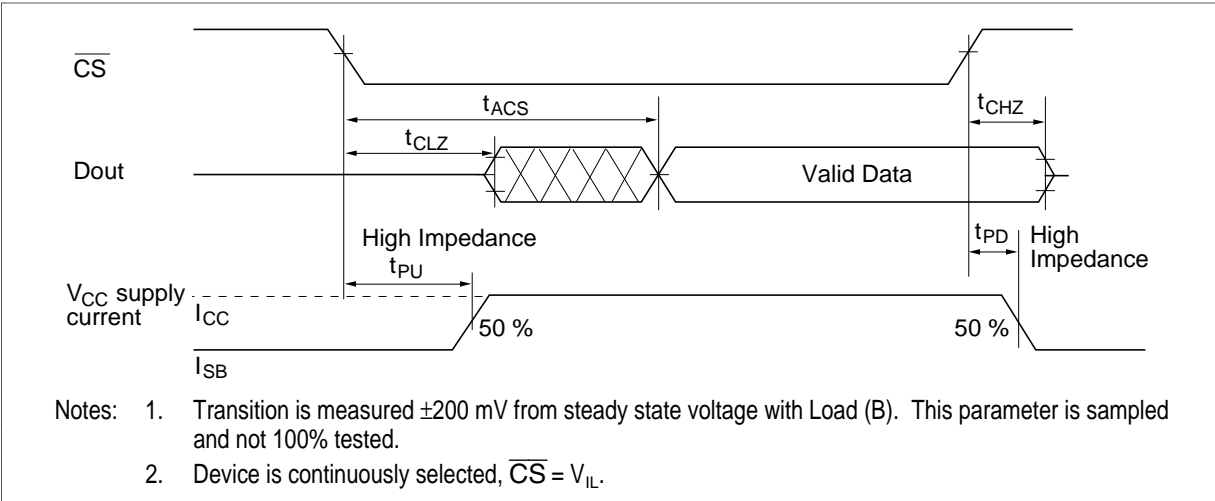 C̅S̅
tACS
tCHZ
tCLZ
Dout
Valid Data
High Impedance
tPD
High
Impedance
tPU
VCC supply
current
ICC
50 %
50 %
ISB
Notes: 1. Transition is measured ±200 mV from steady state voltage with Load (B). This parameter is sampled
and not 100% tested.
2. Device is continuously selected, C̅S̅ = VIL.